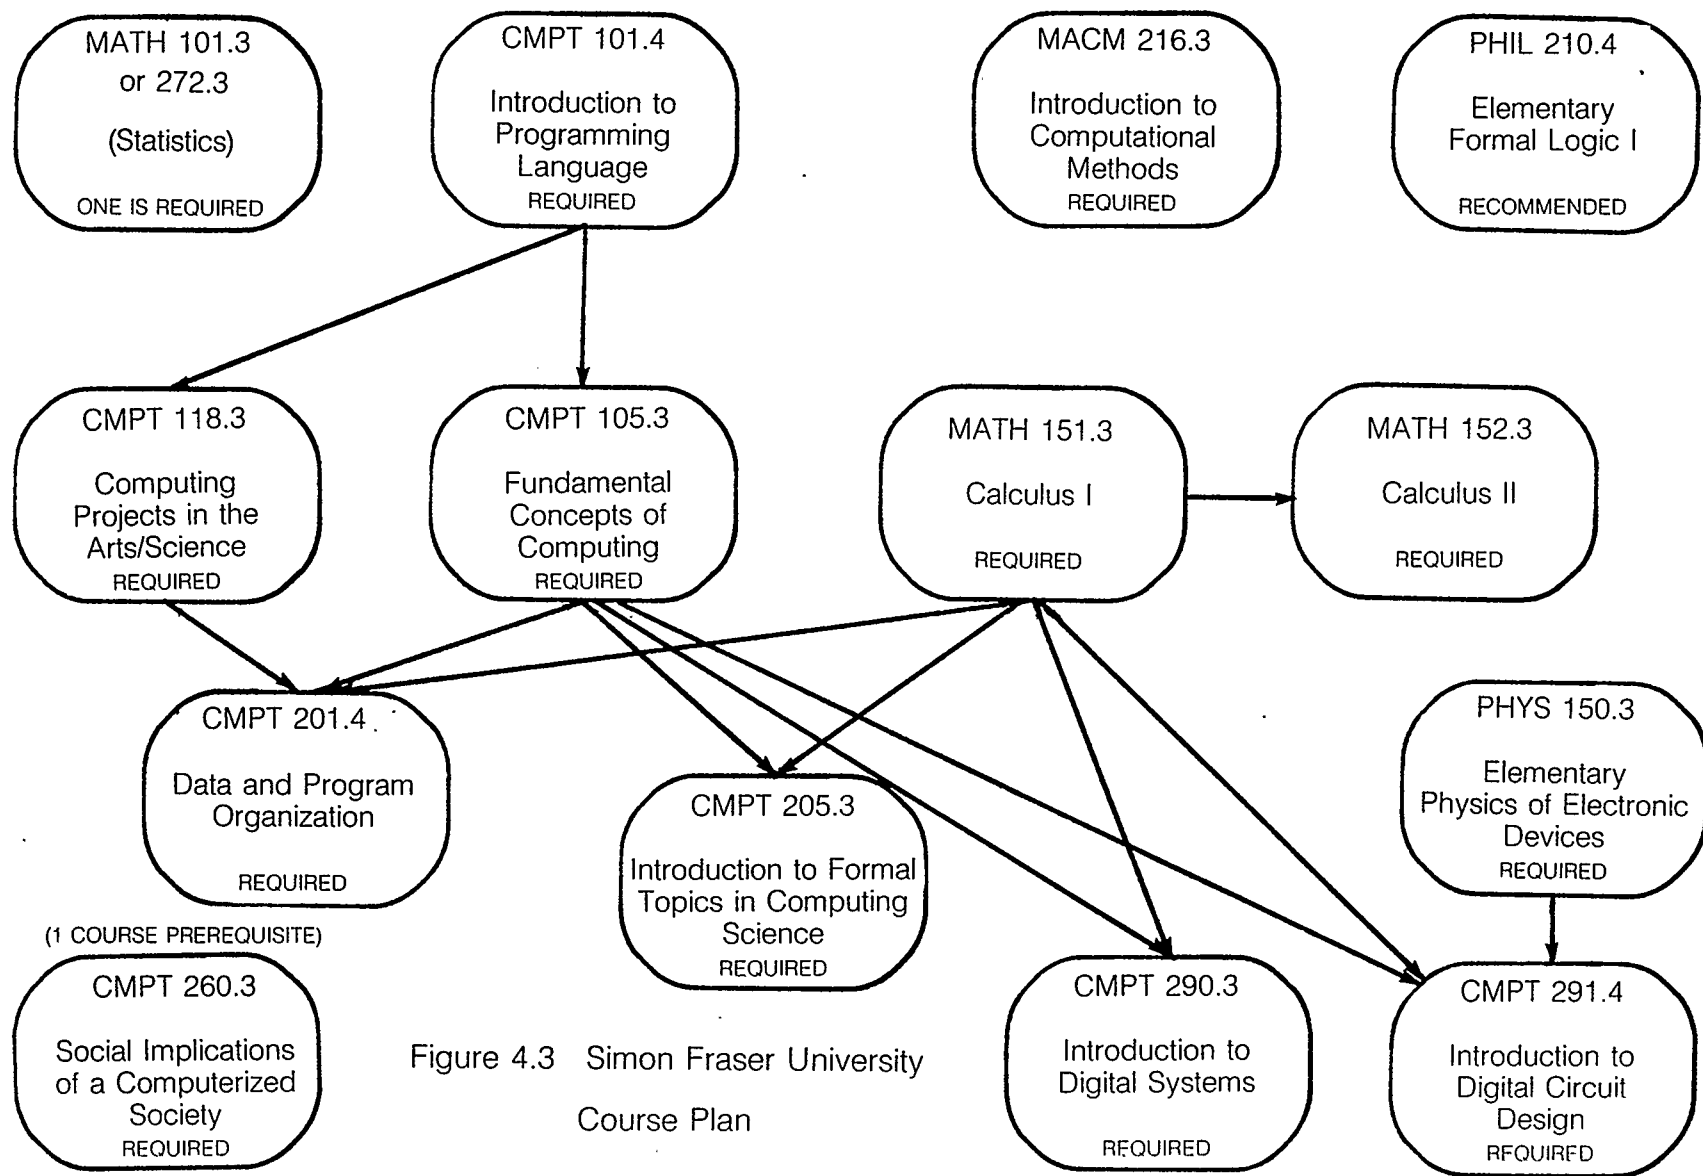 MATH 101.3
or 272.3
(Statistics)
ONE IS REQUIRED
CMPT 101.4
Introduction to
Programming
Language
REQUIRED
MACM 216.3
Introduction to
Computational
Methods
REQUIRED
PHIL 210.4
Elementary
Formal Logic I
RECOMMENDED
CMPT 118.3
Computing
Projects in the
Arts/Science
REQUIRED
CMPT 105.3
Fundamental
Concepts of
Computing
REQUIRED
MATH 151.3
Calculus I
REQUIRED
MATH 152.3
Calculus II
REQUIRED
CMPT 201.4
Data and Program
Organization
REQUIRED
CMPT 205.3
Introduction to Formal
Topics in Computing
Science
REQUIRED
PHYS 150.3
Elementary
Physics of Electronic
Devices
REQUIRED
(1 COURSE PREREQUISITE)
CMPT 260.3
Social Implications
of a Computerized
Society
REQUIRED
CMPT 290.3
Introduction to
Digital Systems
REQUIRED
CMPT 291.4
Introduction to
Digital Circuit
Design
REQUIRED
Figure 4.3 Simon Fraser University
Course Plan